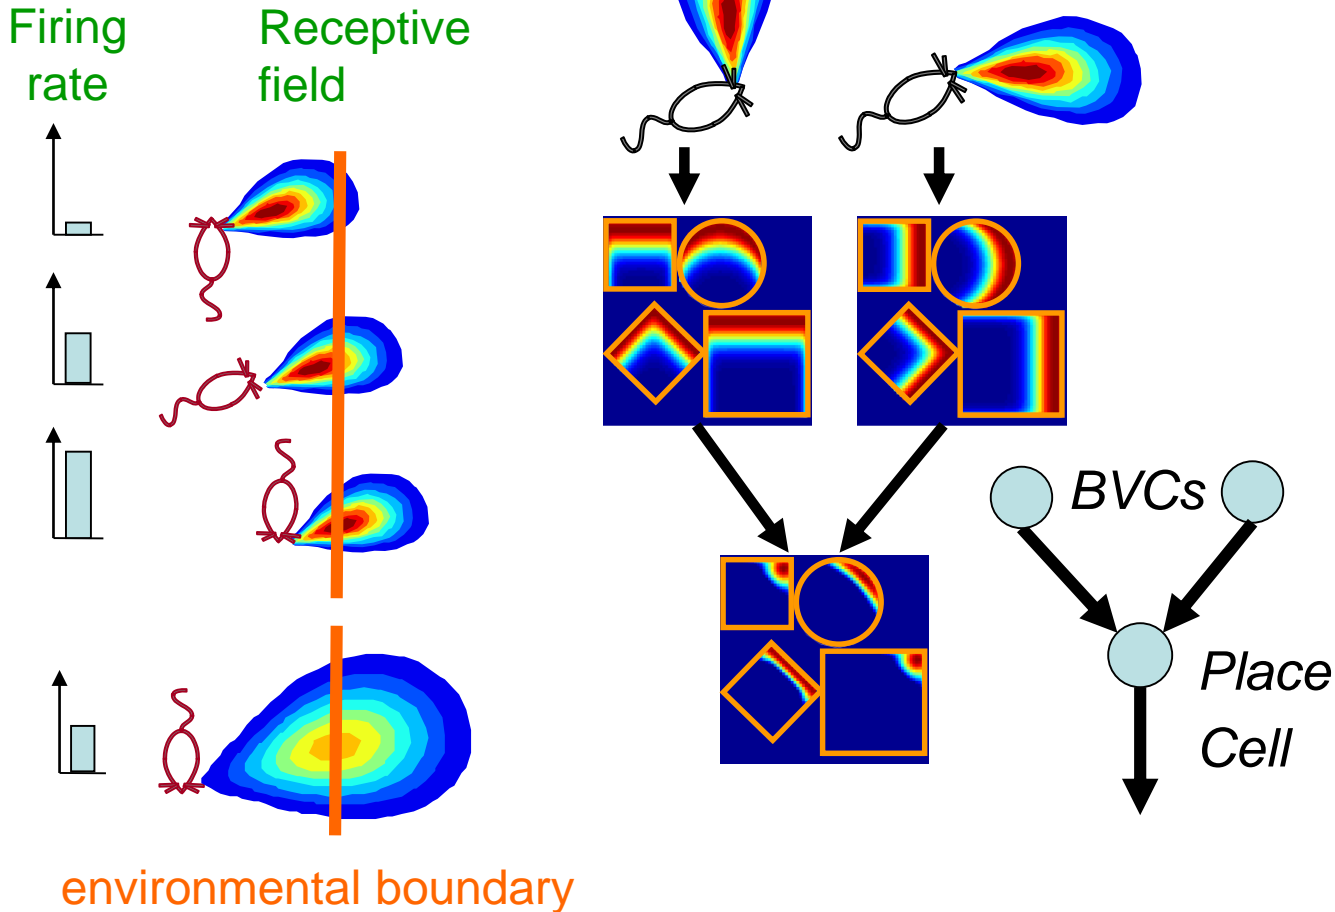 Firing
rate
Receptive
field
BVCs
Place
Cell
environmental boundary